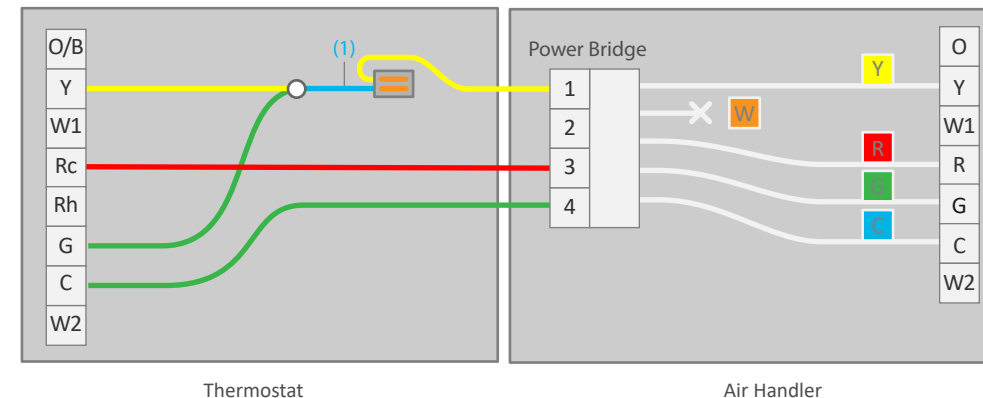 O/B
Y
W1
Rc
Rh
G
C
W2
(1)
Thermostat
Power Bridge
1
2
3
4
Y
W
R
G
C
O
Y
W1
R
G
C
W2
Air Handler